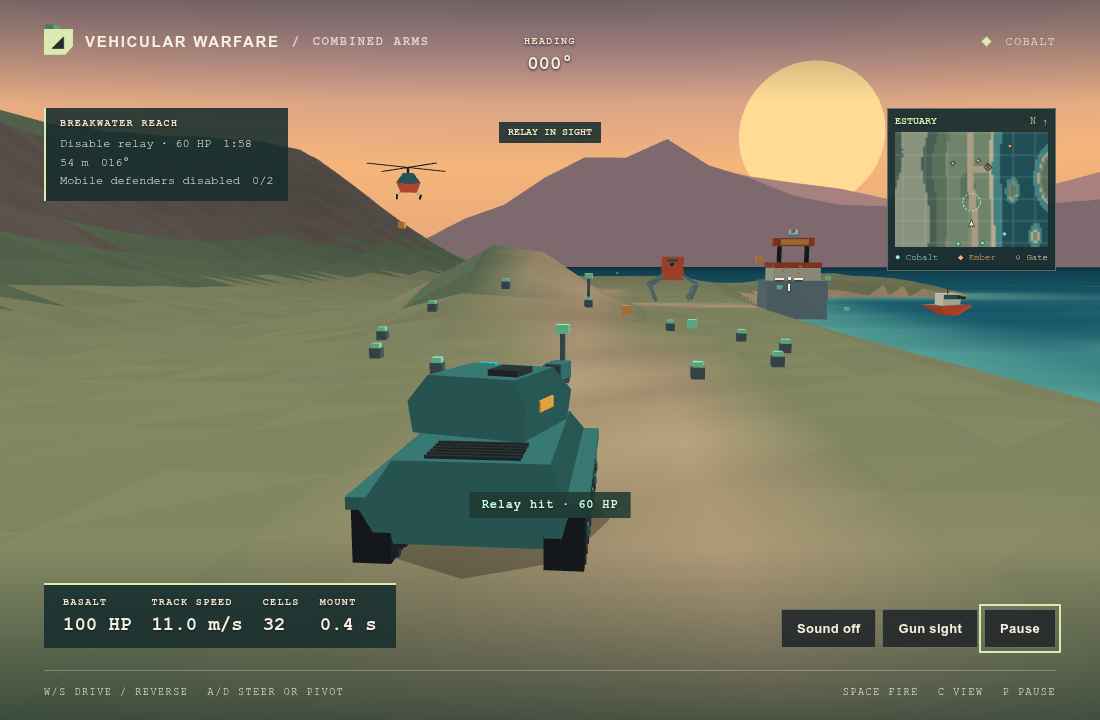 VEHICULAR WARFARE / COMBINED ARMS
HEADING
000°
COBALT
BREAKWATER REACH
Disable relay · 60 HP 1:58
54 m 016°
Mobile defenders disabled 0/2
RELAY IN SIGHT
ESTUARY N ↑
Cobalt Ember Gate
Relay hit · 60 HP
BASALT TRACK SPEED CELLS MOUNT
100 HP 11.0 m/s 32 0.4 s
Sound off Gun sight Pause
W/S DRIVE / REVERSE A/D STEER OR PIVOT
SPACE FIRE C VIEW P PAUSE